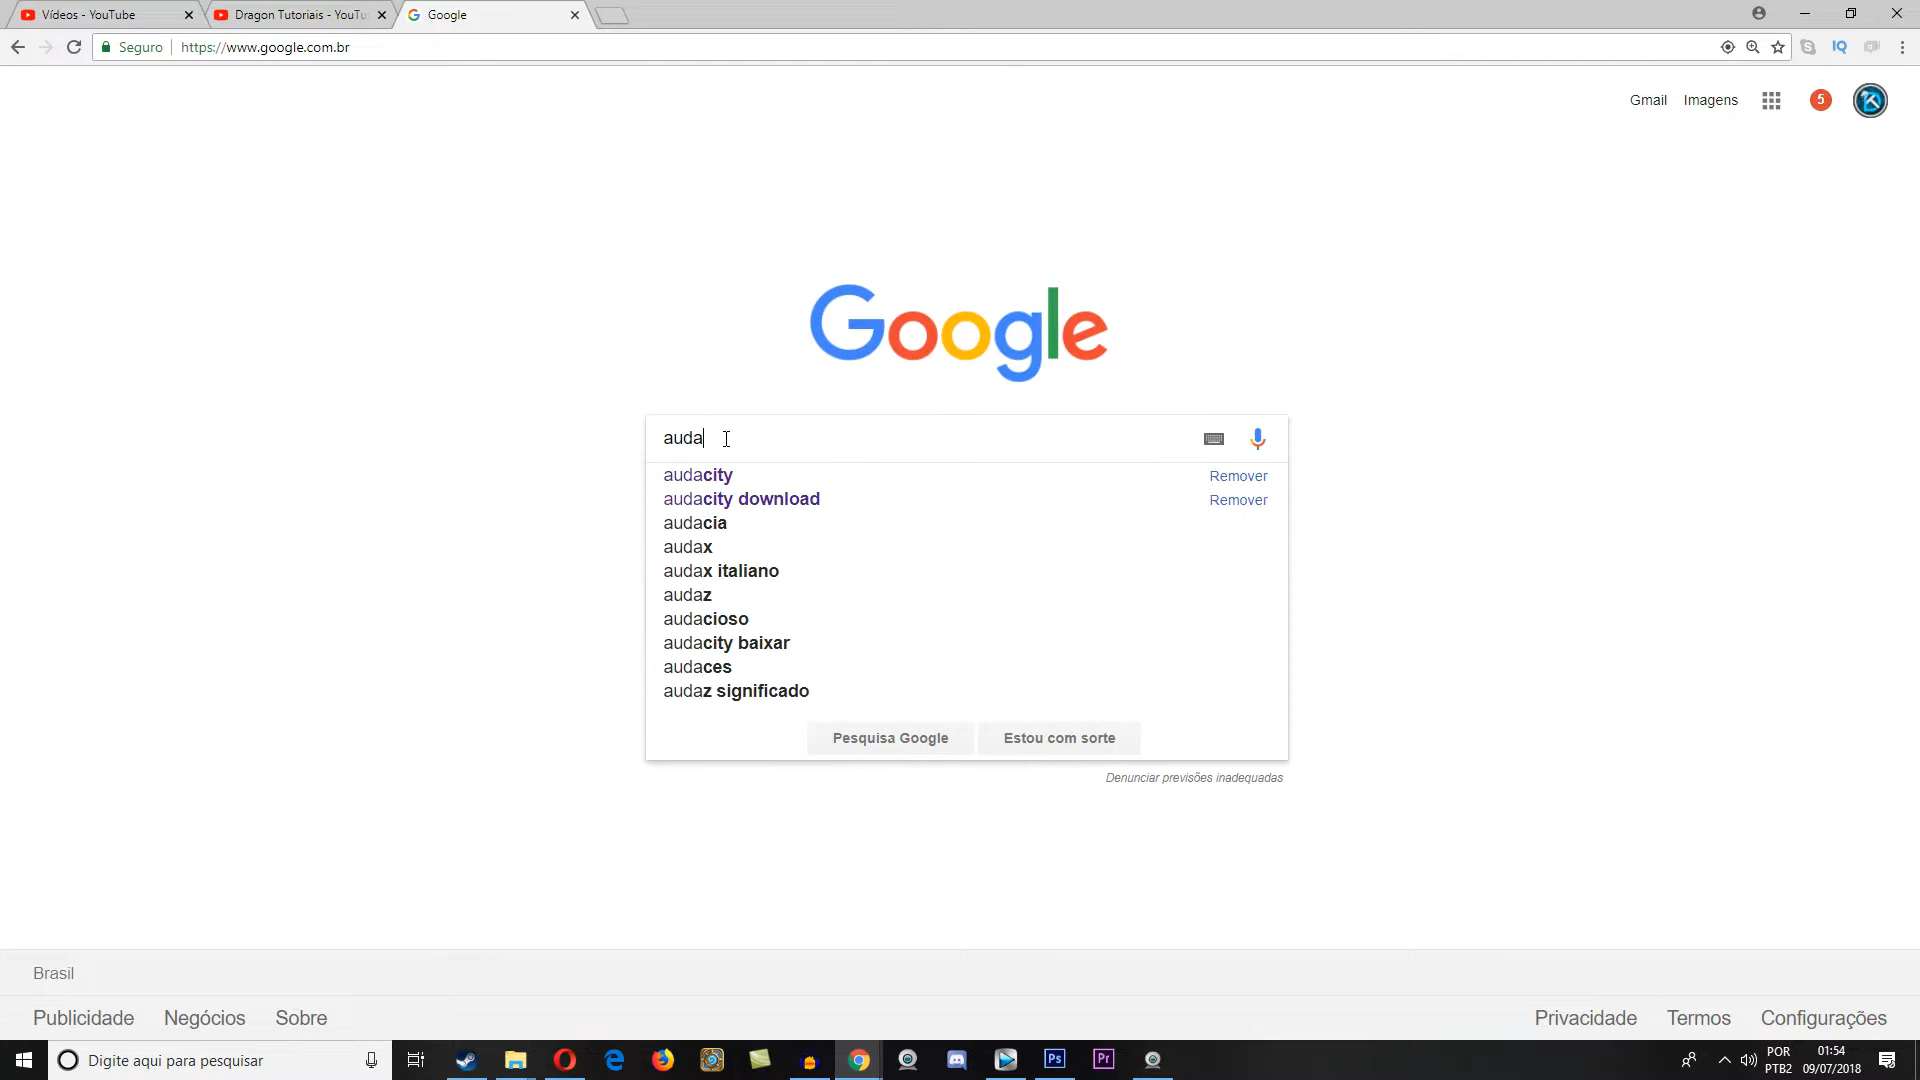 Vídeos - YouTube
Dragon Tutoriais - YouTu
Google
Seguro
https://www.google.com.br
IQ
Gmail
Imagens
5
Google
auda
audacity
Remover
audacity download
Remover
audacia
audax
audax italiano
audaz
audacioso
audacity baixar
audaces
audaz significado
Pesquisa Google
Estou com sorte
Denunciar previsões inadequadas
Brasil
Publicidade
Negócios
Sobre
Privacidade
Termos
Configurações
Digite aqui para pesquisar
Ps
Pr
POR
PTB2
01:54
09/07/2018